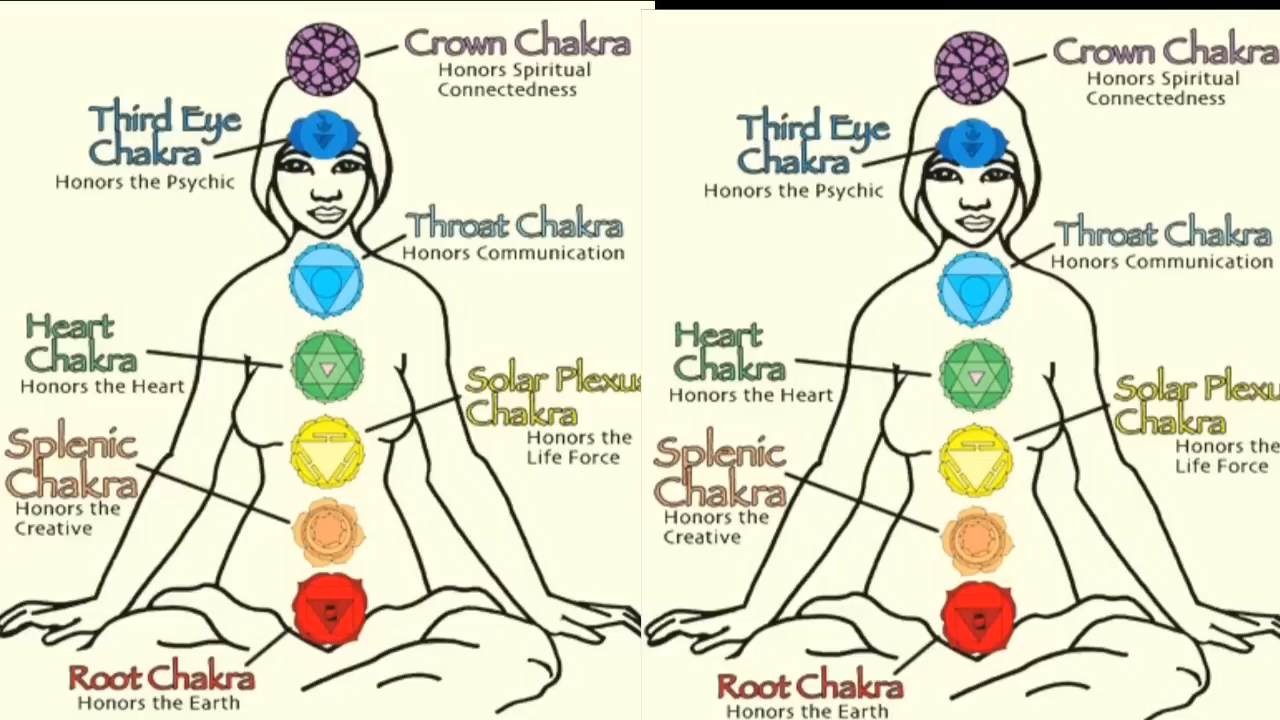 Crown Chakra
Honors Spiritual
Connectedness
Third Eye
Chakra
Honors the Psychic
Throat Chakra
Honors Communication
Heart
Chakra
Honors the Heart
Solar Plexus
Chakra
Honors the
Life Force
Splenic
Chakra
Honors the
Creative
Root Chakra
Honors the Earth
Crown Chakra
Honors Spiritual
Connectedness
Third Eye
Chakra
Honors the Psychic
Throat Chakra
Honors Communication
Heart
Chakra
Honors the Heart
Solar Plexu
Chakra
Honors the
Life Force
Splenic
Chakra
Honors the
Creative
Root Chakra
Honors the Earth